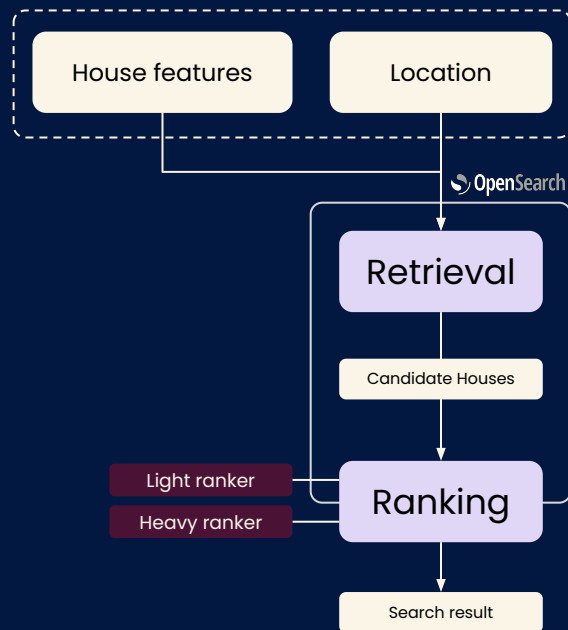 House features
Location
OpenSearch
Retrieval
Candidate Houses
Light ranker
Ranking
Heavy ranker
Search result